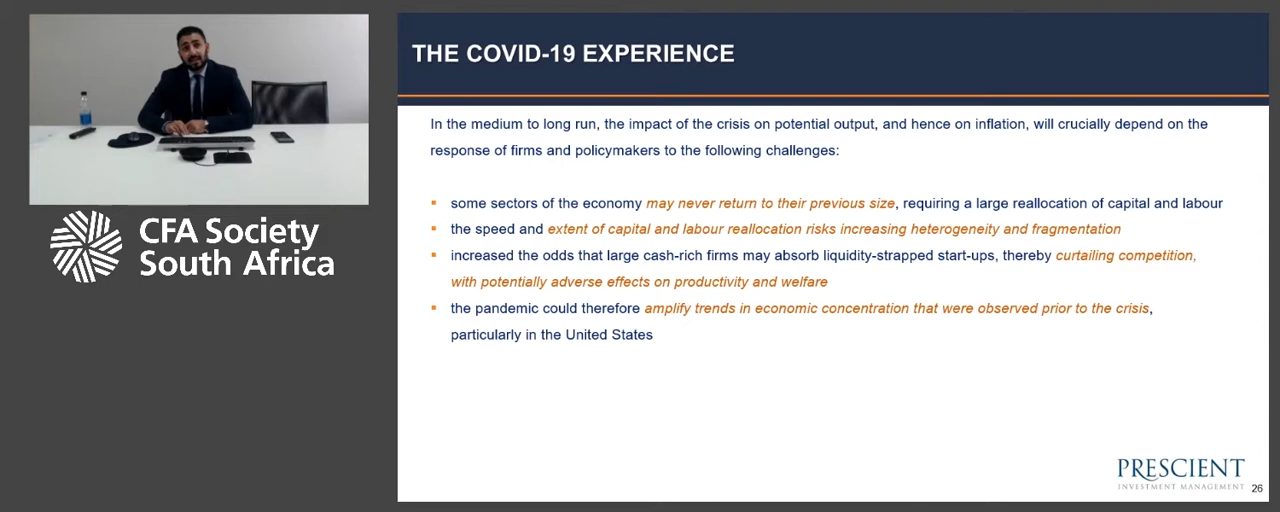 CFA Society
South Africa
THE COVID-19 EXPERIENCE
In the medium to long run, the impact of the crisis on potential output, and hence on inflation, will crucially depend on the
response of firms and policymakers to the following challenges:
▪ some sectors of the economy may never return to their previous size, requiring a large reallocation of capital and labour
▪ the speed and extent of capital and labour reallocation risks increasing heterogeneity and fragmentation
▪ increased the odds that large cash-rich firms may absorb liquidity-strapped start-ups, thereby curtailing competition,
with potentially adverse effects on productivity and welfare
▪ the pandemic could therefore amplify trends in economic concentration that were observed prior to the crisis,
particularly in the United States
PRESCIENT
INVESTMENT MANAGEMENT
26